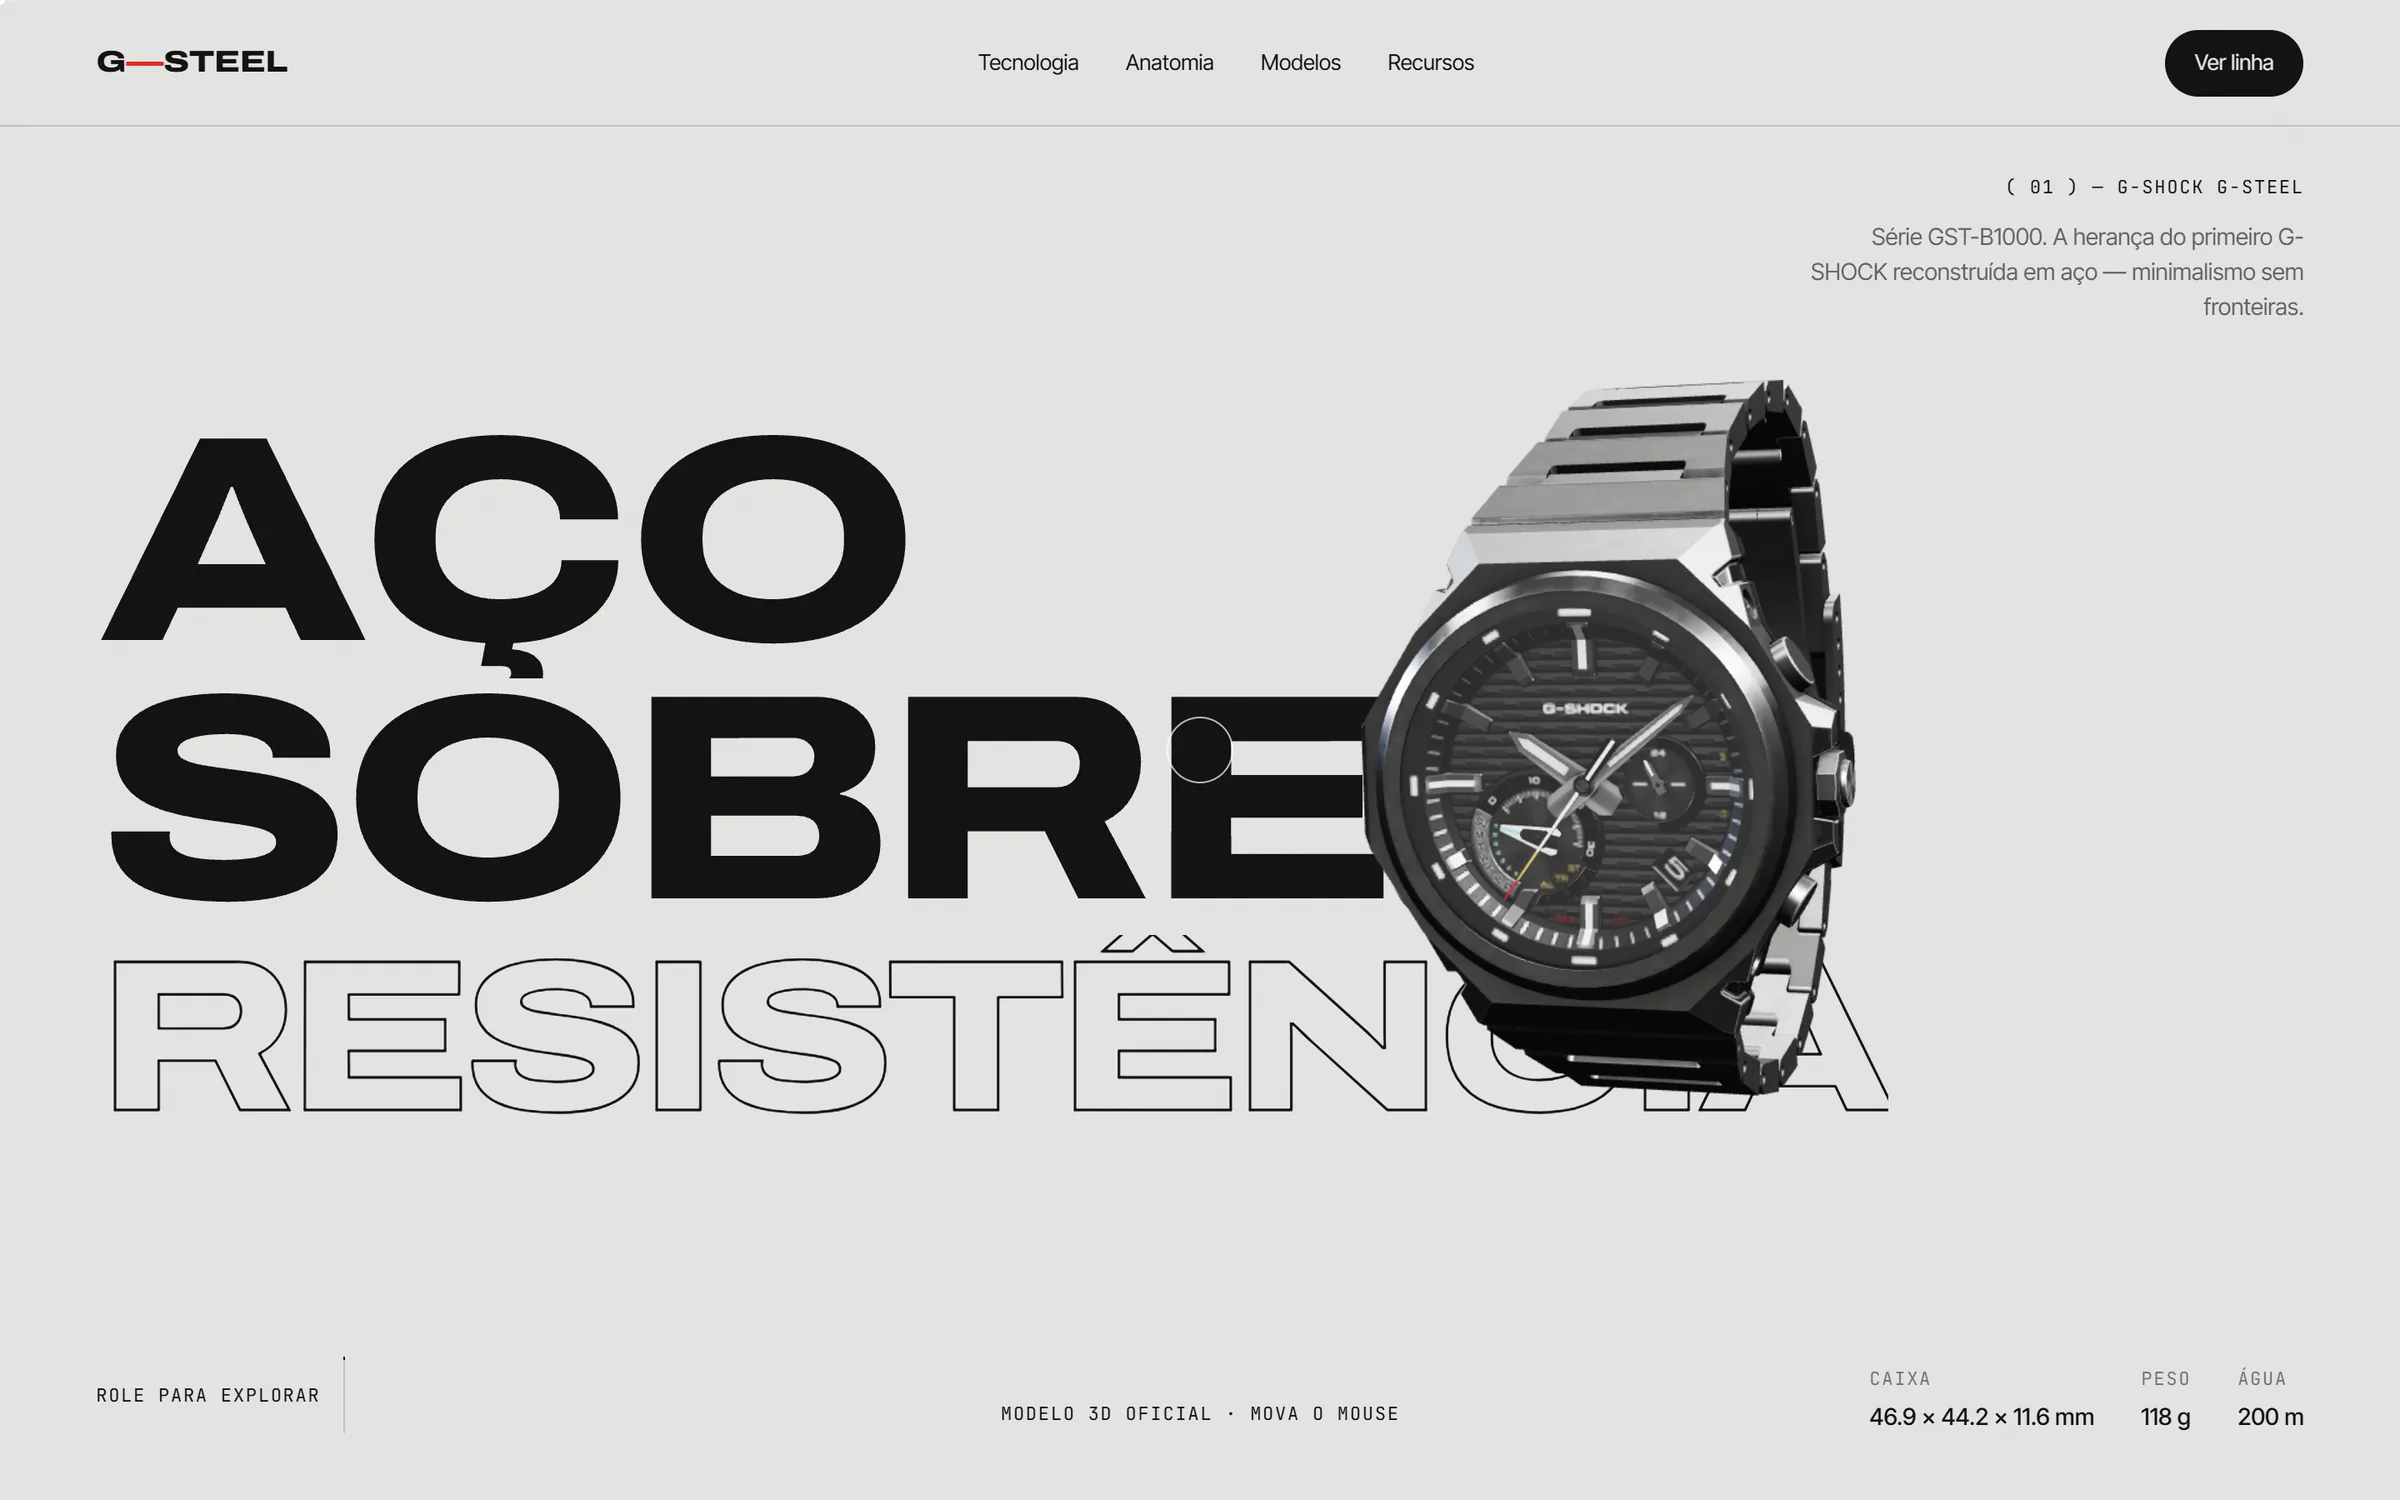 G—STEEL
Tecnologia
Anatomia
Modelos
Recursos
Ver linha
( 01 ) — G-SHOCK G-STEEL
Série GST-B1000. A herança do primeiro G-
SHOCK reconstruída em aço — minimalismo sem
fronteiras.
AÇO
SOBRE
RESISTÊNCIA
G-SHOCK
5
ROLE PARA EXPLORAR
MODELO 3D OFICIAL · MOVA O MOUSE
CAIXA
46.9 × 44.2 × 11.6 mm
PESO
118 g
ÁGUA
200 m